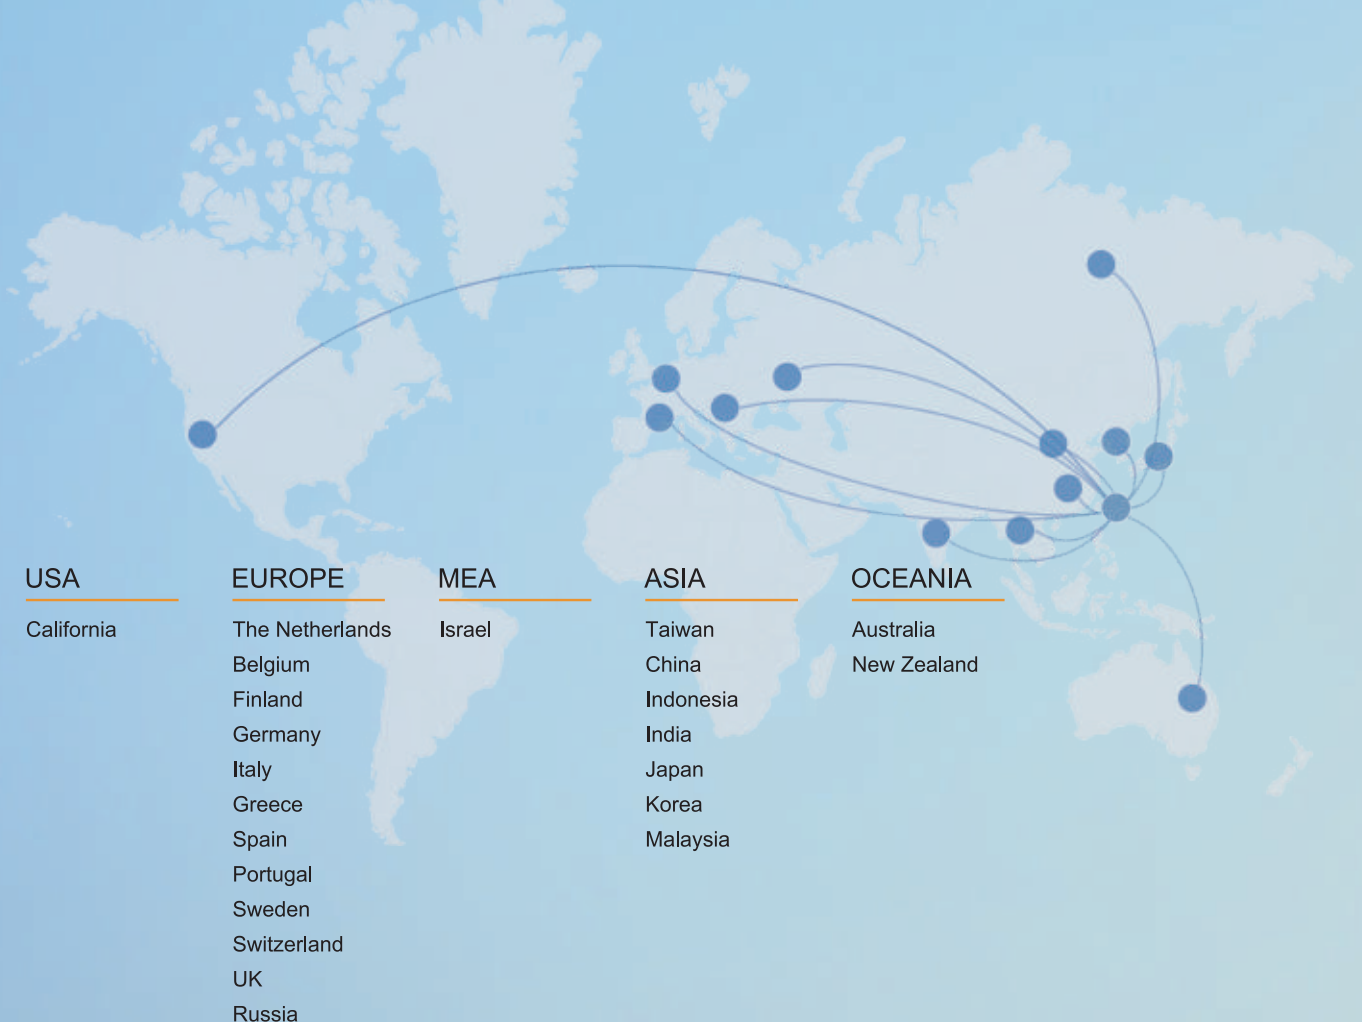 USA
California
EUROPE
The Netherlands
Belgium
Finland
Germany
Italy
Greece
Spain
Portugal
Sweden
Switzerland
UK
Russia
MEA
Israel
ASIA
Taiwan
China
Indonesia
India
Japan
Korea
Malaysia
OCEANIA
Australia
New Zealand